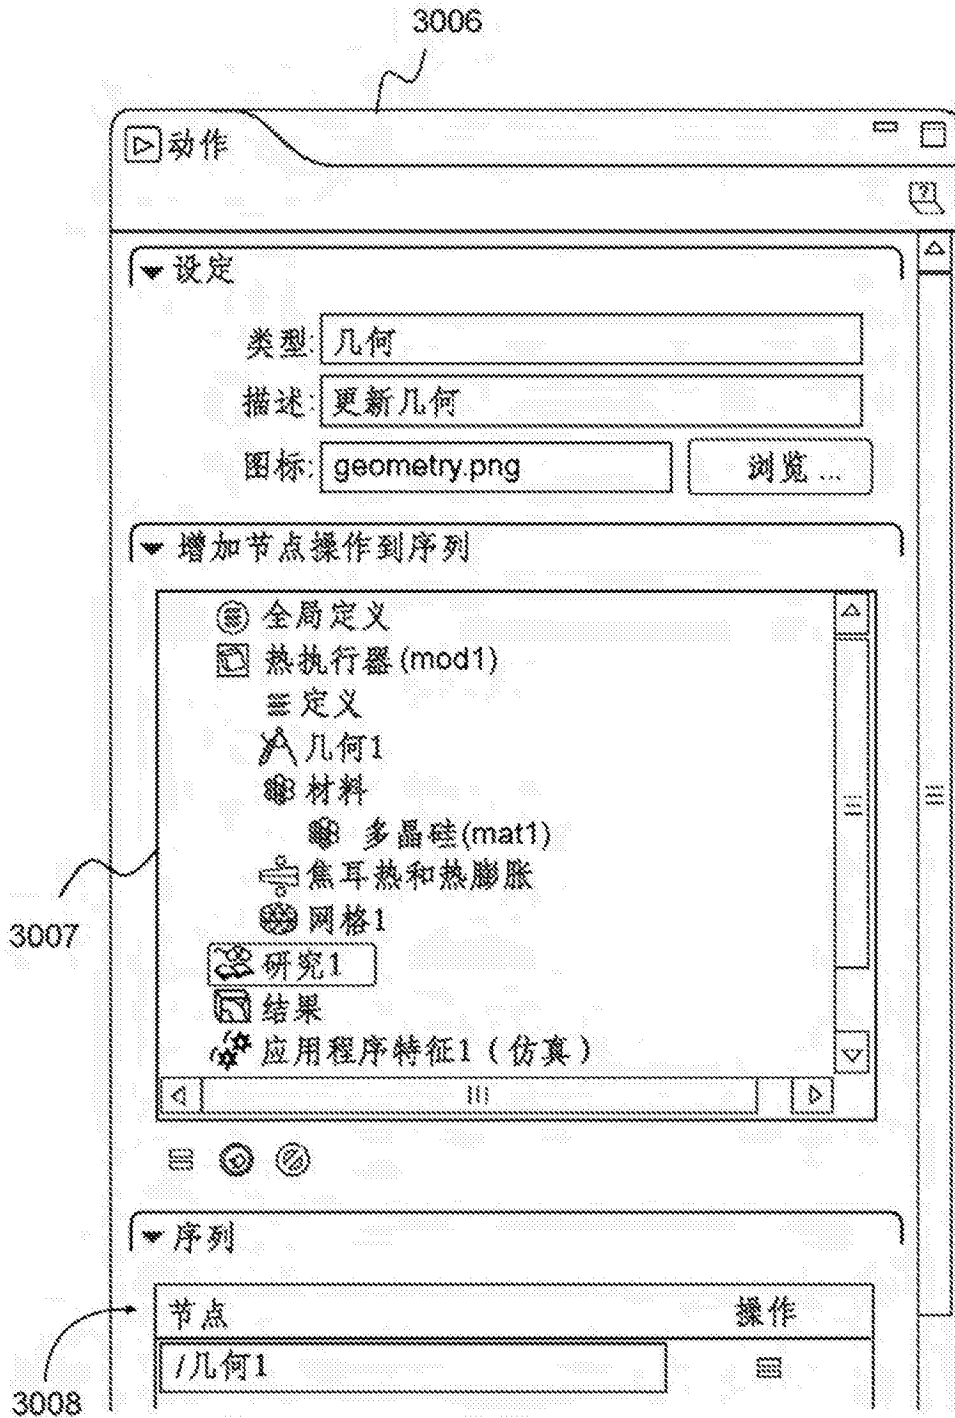 3006
动作
?
设定
类型: 几何
描述: 更新几何
图标: geometry.png 浏览 ...
增加节点操作到序列
全局定义
热执行器(mod1)
定义
几何1
材料
多晶硅(mat1)
焦耳热和热膨胀
3007
网格1
研究1
结果
应用程序特征1（仿真）
序列
节点 操作
/几何1
3008